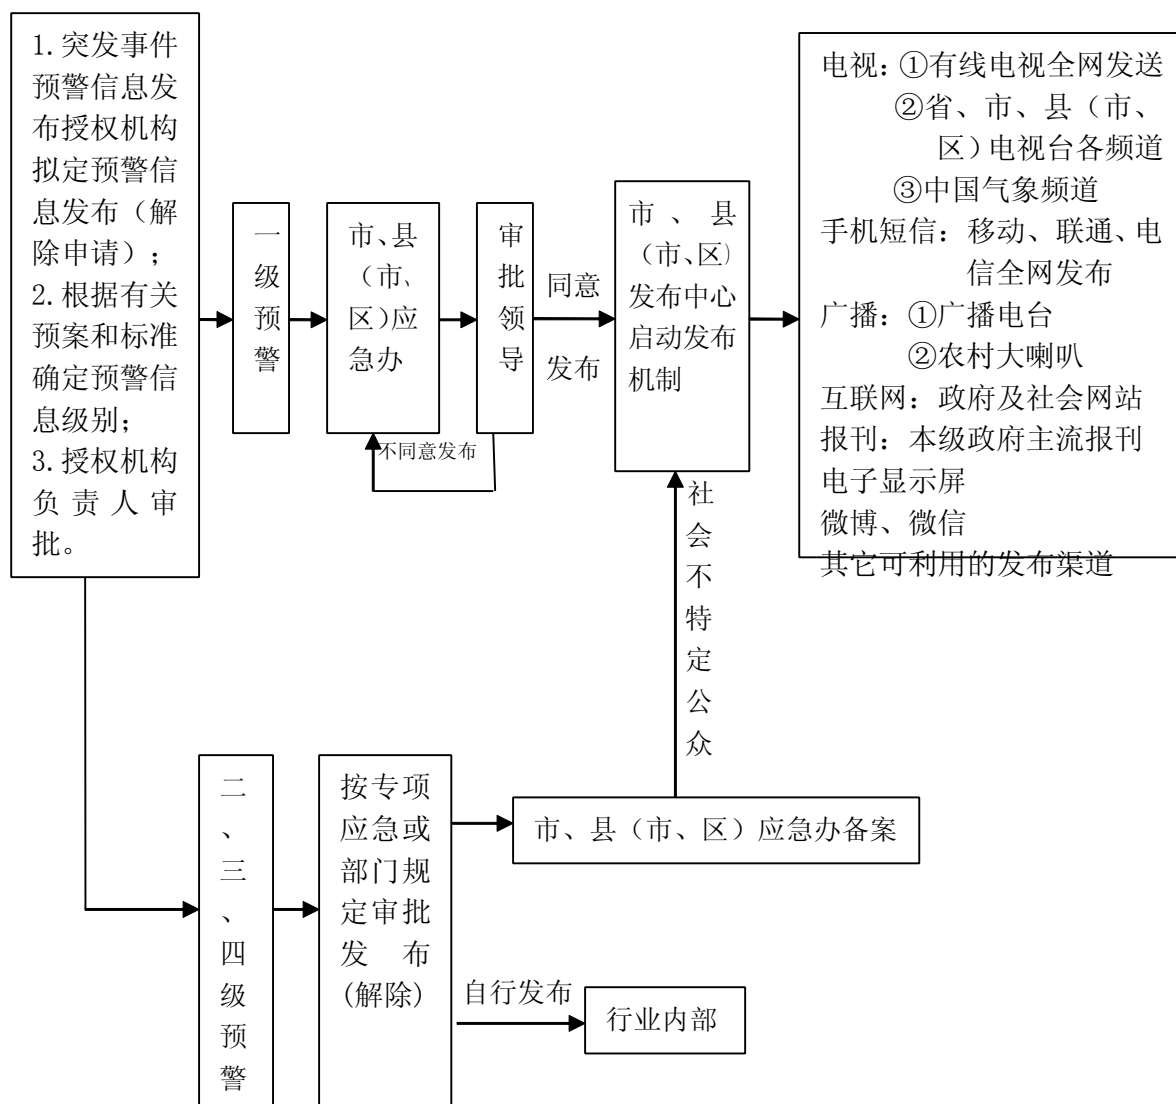 1.突发事件
预警信息发
布授权机构
拟定预警信
息发布（解
除申请）；
2.根据有关
预案和标准
确定预警信
息级别；
3.授权机构
负责人审
批。
一级预警
市、县
（市、
区）应
急办
审批领导
同意
发布
不同意发布
市、县
（市、区）
发布中心
启动发布
机制
电视：①有线电视全网发送
②省、市、县（市、
区）电视台各频道
③中国气象频道
手机短信：移动、联通、电
信全网发布
广播：①广播电台
②农村大喇叭
互联网：政府及社会网站
报刊：本级政府主流报刊
电子显示屏
微博、微信
其它可利用的发布渠道
社会不特定公众
二、三、四级预警
按专项
应急或
部门规
定审批
发布
(解除)
市、县（市、区）应急办备案
自行发布
行业内部